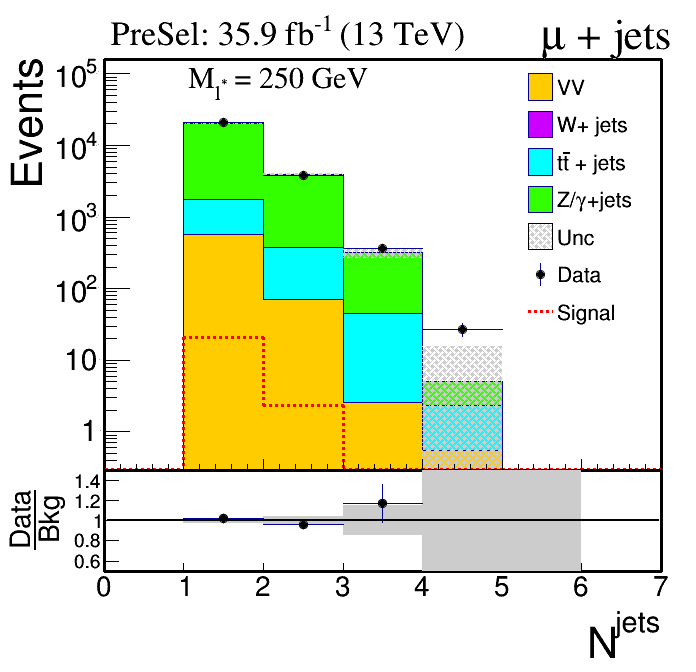 PreSel: 35.9 fb⁻¹ (13 TeV)
μ + jets
M_l* = 250 GeV
Events
10⁵
10⁴
10³
10²
10
1
VV
W+ jets
tt̄ + jets
Z/γ+jets
Unc
Data
Signal
Data
Bkg
1.4
1.2
1
0.8
0.6
0 1 2 3 4 5 6 7
N^jets